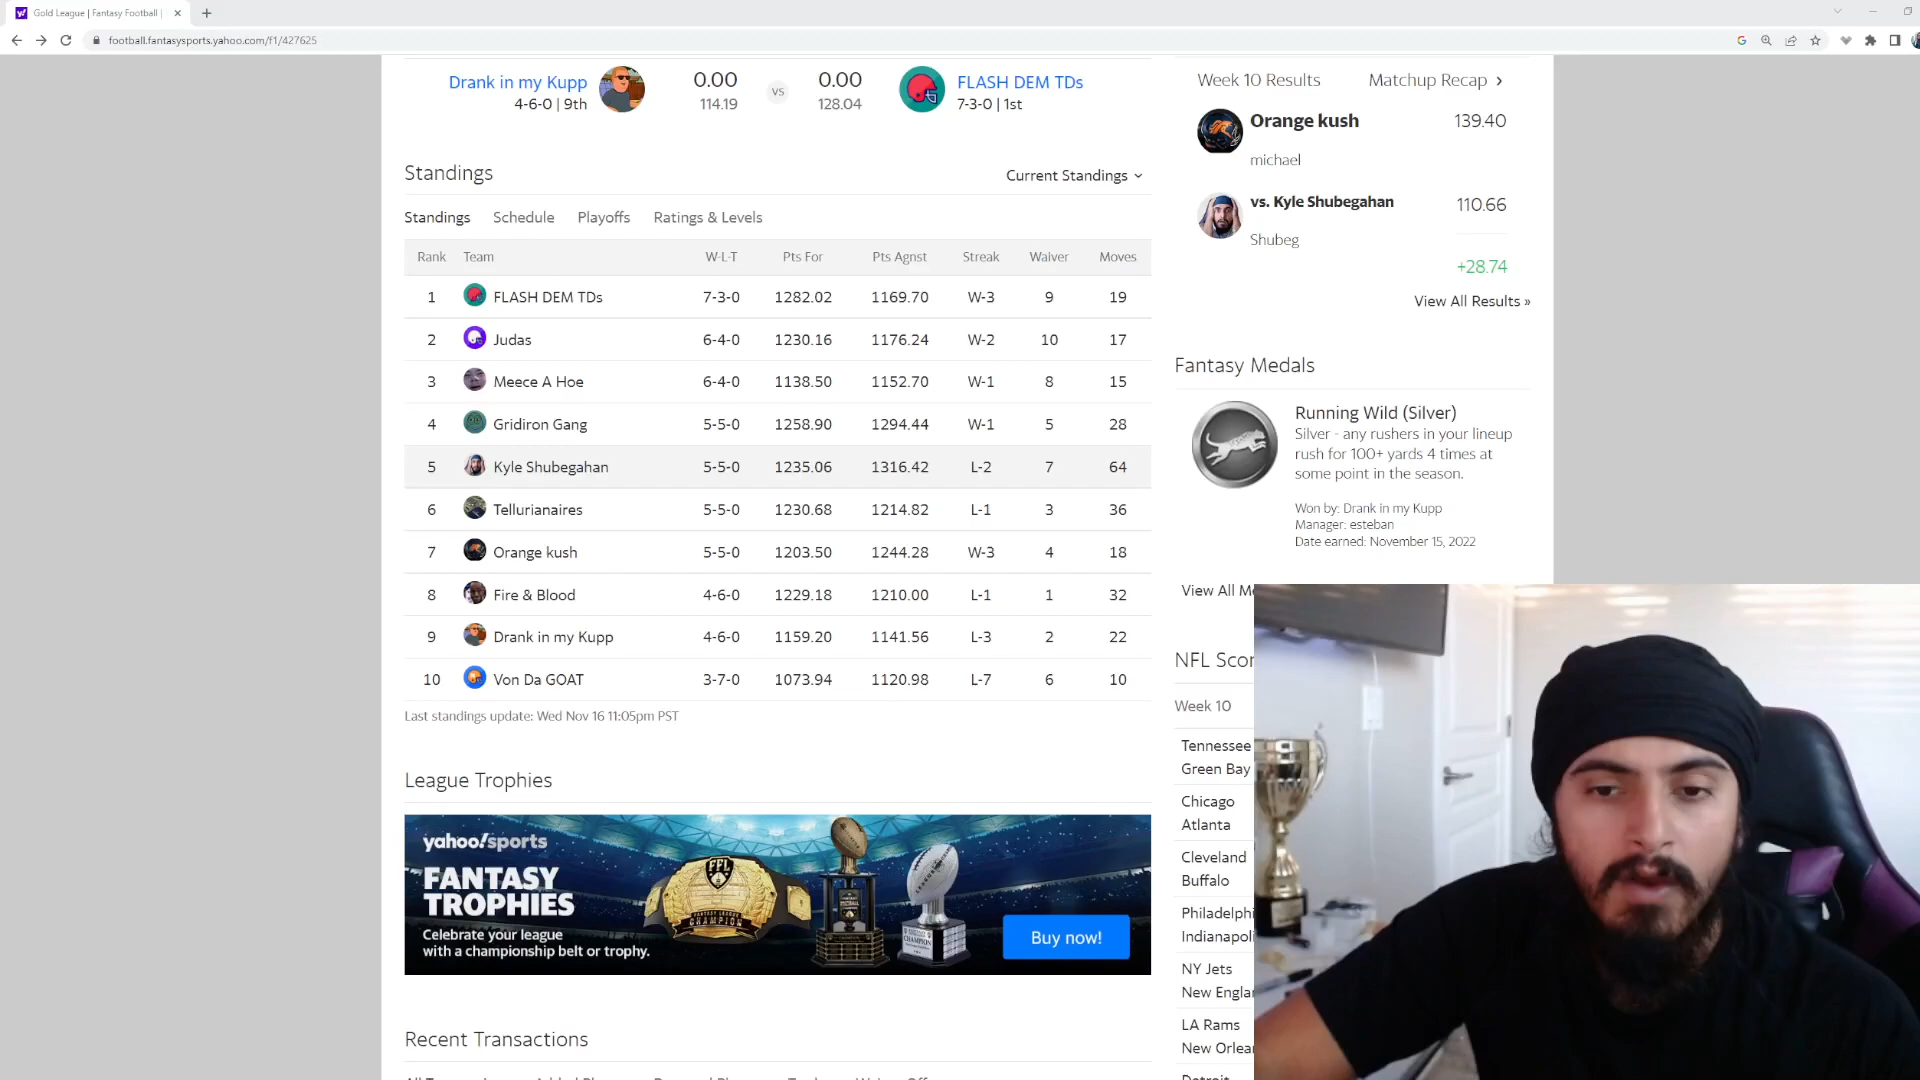 Gold League | Fantasy Football |
football.fantasysports.yahoo.com/f1/427625
Drank in my Kupp 0.00 vs 0.00 FLASH DEM TDs
4-6-0 | 9th 114.19 128.04 7-3-0 | 1st
Standings
Current Standings
Standings Schedule Playoffs Ratings & Levels
Rank Team W-L-T Pts For Pts Agnst Streak Waiver Moves
1 FLASH DEM TDs 7-3-0 1282.02 1169.70 W-3 9 19
2 Judas 6-4-0 1230.16 1176.24 W-2 10 17
3 Meece A Hoe 6-4-0 1138.50 1152.70 W-1 8 15
4 Gridiron Gang 5-5-0 1258.90 1294.44 W-1 5 28
5 Kyle Shubegahan 5-5-0 1235.06 1316.42 L-2 7 64
6 Tellurianaires 5-5-0 1230.68 1214.82 L-1 3 36
7 Orange kush 5-5-0 1203.50 1244.28 W-3 4 18
8 Fire & Blood 4-6-0 1229.18 1210.00 L-1 1 32
9 Drank in my Kupp 4-6-0 1159.20 1141.56 L-3 2 22
10 Von Da GOAT 3-7-0 1073.94 1120.98 L-7 6 10
Last standings update: Wed Nov 16 11:05pm PST
League Trophies
yahoo!sports
FANTASY
TROPHIES
Celebrate your league
with a championship belt or trophy.
FFL
CHAMPION
Buy now!
Recent Transactions
Week 10 Results Matchup Recap ›
Orange kush 139.40
michael
vs. Kyle Shubegahan 110.66
Shubeg
+28.74
View All Results »
Fantasy Medals
Running Wild (Silver)
Silver - any rushers in your lineup
rush for 100+ yards 4 times at
some point in the season.
Won by: Drank in my Kupp
Manager: esteban
Date earned: November 15, 2022
View All
NFL
Week 10
Tennessee
Green Bay
Chicago
Atlanta
Cleveland
Buffalo
Philadelphi
Indianapoli
NY Jets
New Englan
LA Rams
New Orlea
Detroit